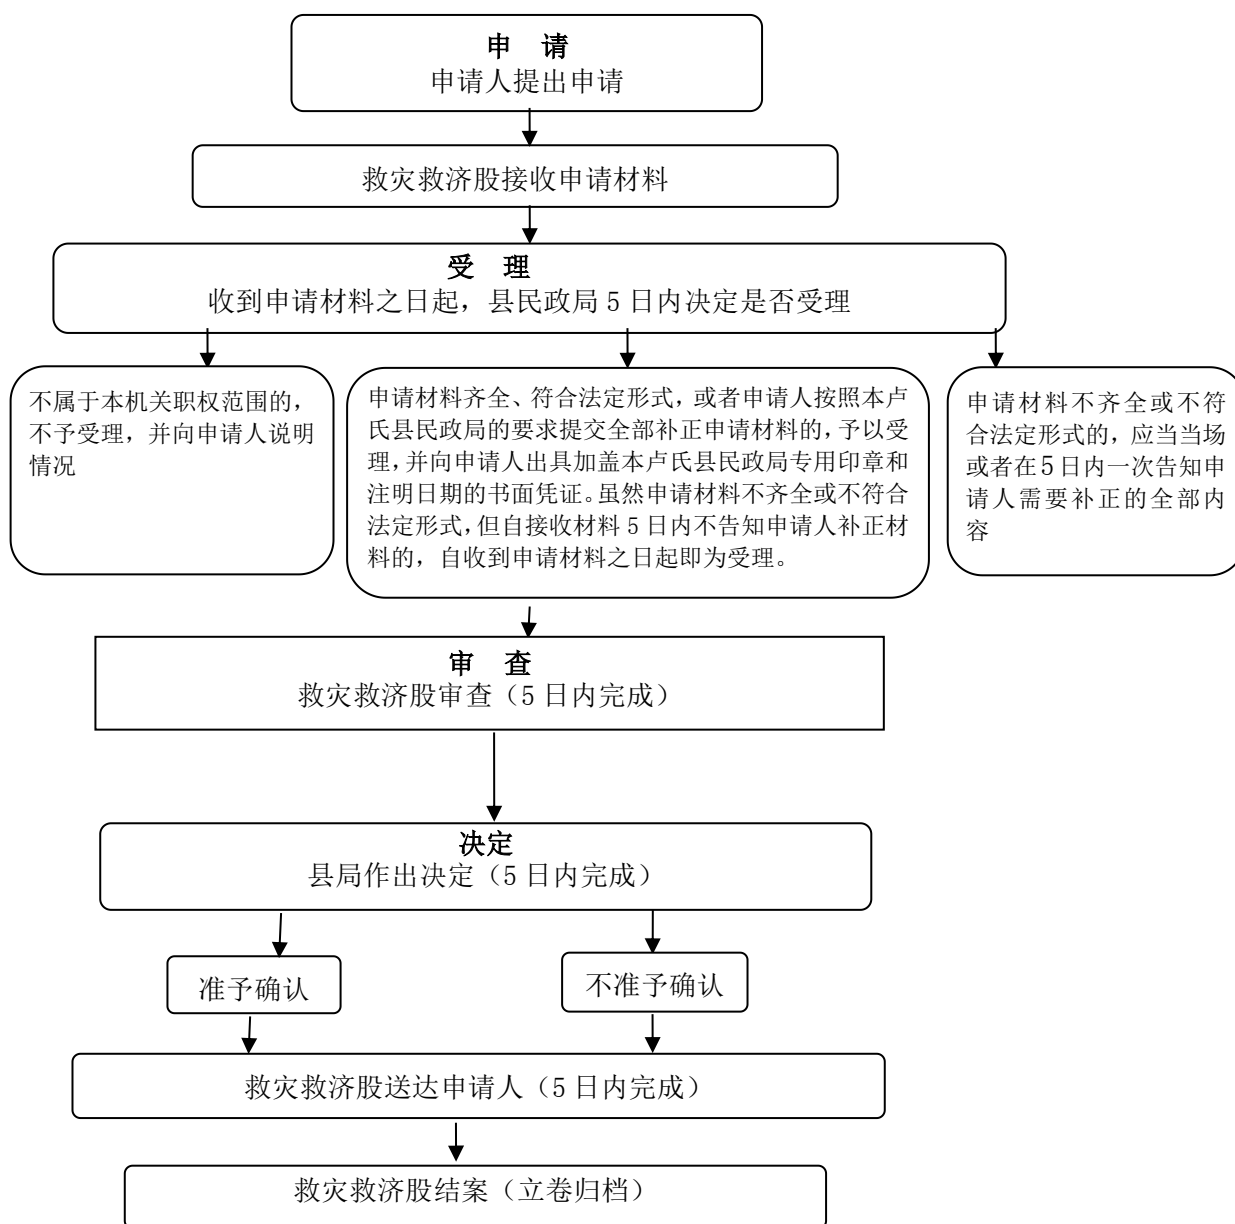 申 请
申请人提出申请
救灾救济股接收申请材料
受 理
收到申请材料之日起，县民政局 5 日内决定是否受理
不属于本机关职权范围的，
不予受理，并向申请人说明
情况
申请材料齐全、符合法定形式，或者申请人按照本卢
氏县民政局的要求提交全部补正申请材料的，予以受
理，并向申请人出具加盖本卢氏县民政局专用印章和
注明日期的书面凭证。虽然申请材料不齐全或不符合
法定形式，但自接收材料 5 日内不告知申请人补正材
料的，自收到申请材料之日起即为受理。
申请材料不齐全或不符
合法定形式的，应当当场
或者在 5 日内一次告知申
请人需要补正的全部内
容
审 查
救灾救济股审查（5 日内完成）
决定
县局作出决定（5 日内完成）
准予确认
不准予确认
救灾救济股送达申请人（5 日内完成）
救灾救济股结案（立卷归档）